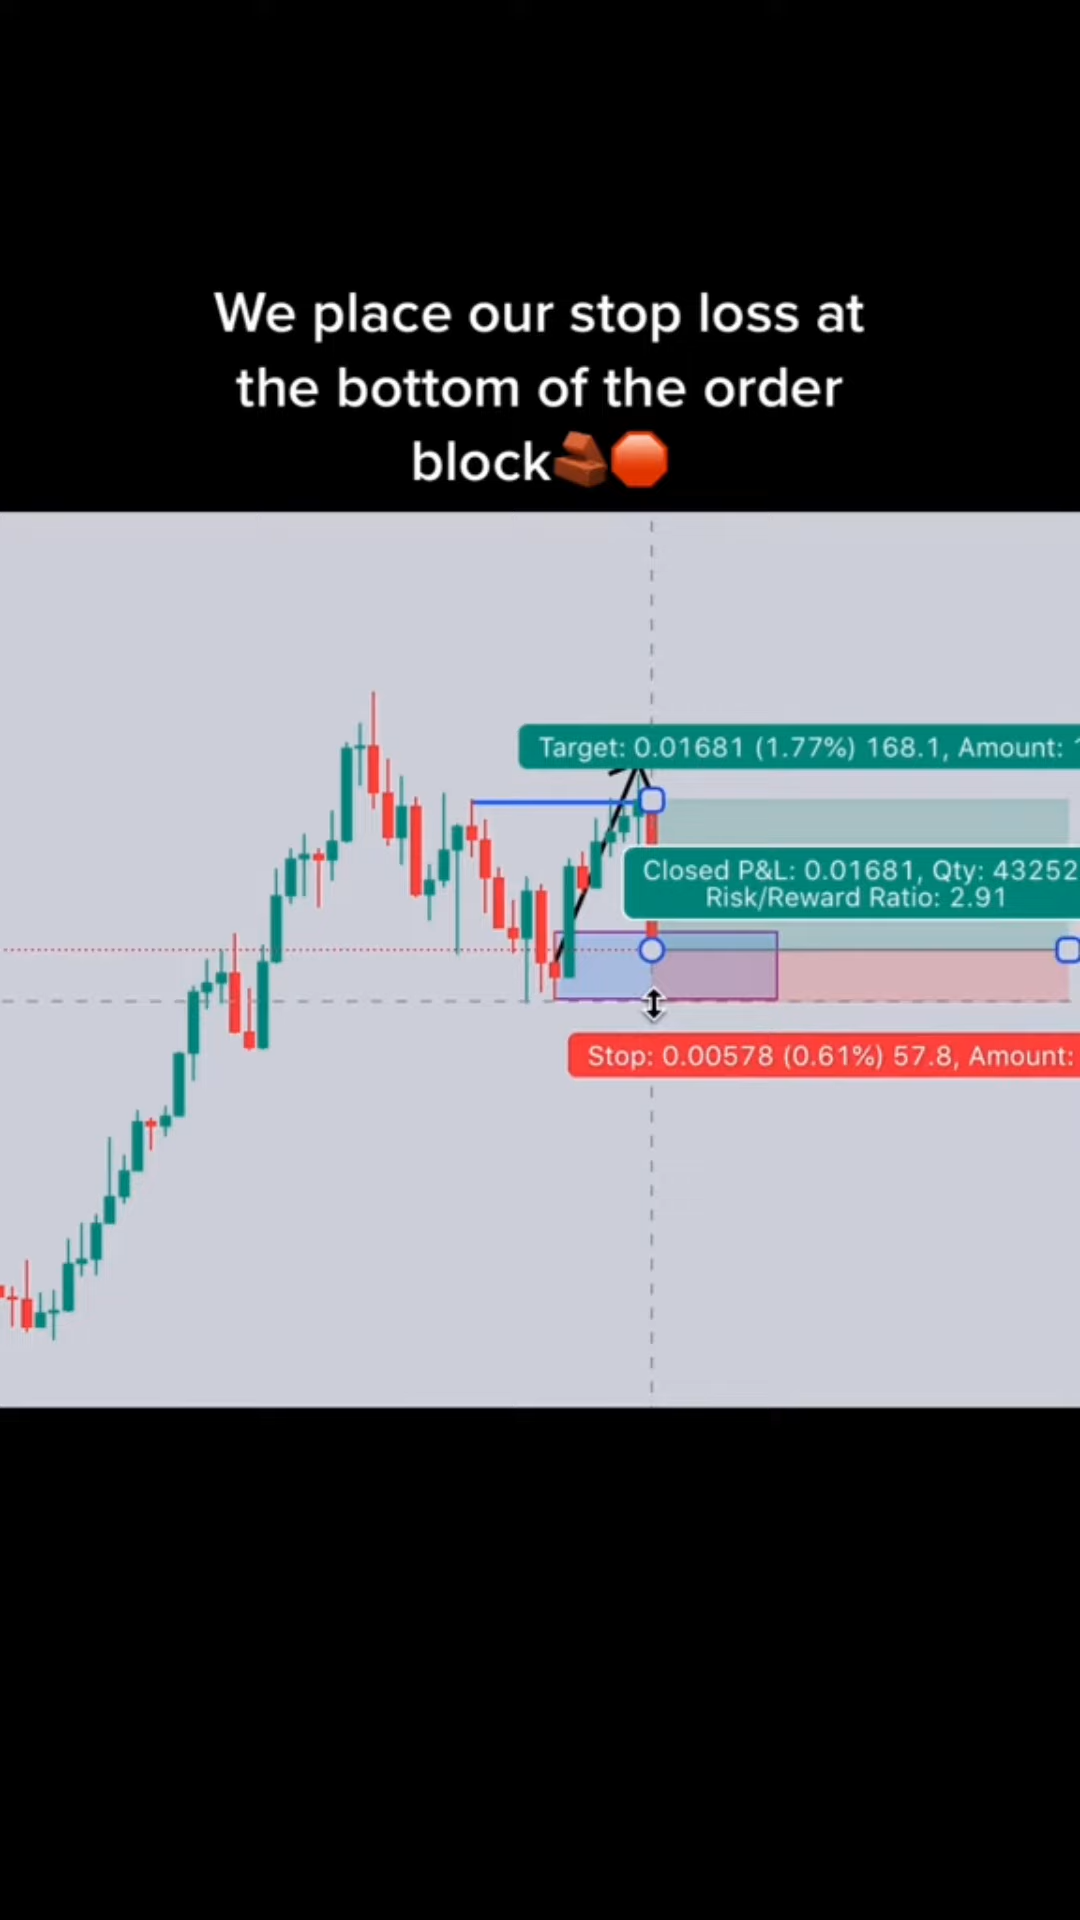 We place our stop loss at
the bottom of the order
block🧱🛑
Target: 0.01681 (1.77%) 168.1, Amount:
Closed P&L: 0.01681, Qty: 43252
Risk/Reward Ratio: 2.91
Stop: 0.00578 (0.61%) 57.8, Amount: